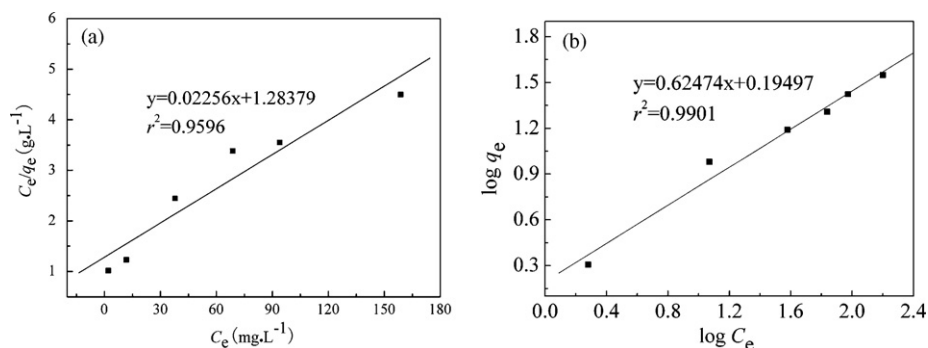 (a)
y=0.02256x+1.28379
r²=0.9596
Cₑ/qₑ (g.L⁻¹)
6
5
4
3
2
1
0 30 60 90 120 150 180
Cₑ (mg.L⁻¹)
(b)
y=0.62474x+0.19497
r²=0.9901
log qₑ
1.8
1.5
1.2
0.9
0.6
0.3
0.0 0.4 0.8 1.2 1.6 2.0 2.4
log Cₑ